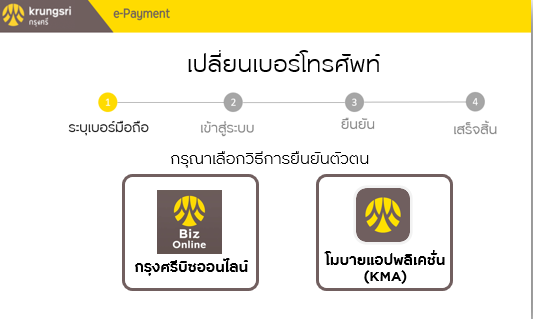 krungsri
กรุงศรี
e-Payment
เปลี่ยนเบอร์โทรศัพท์
1 2 3 4
ระบุเบอร์มือถือ เข้าสู่ระบบ ยืนยัน เสร็จสิ้น
กรุณาเลือกวิธีการยืนยันตัวตน
Biz
Online
กรุงศรีบิซออนไลน์
โมบายแอปพลิเคชั่น
(KMA)